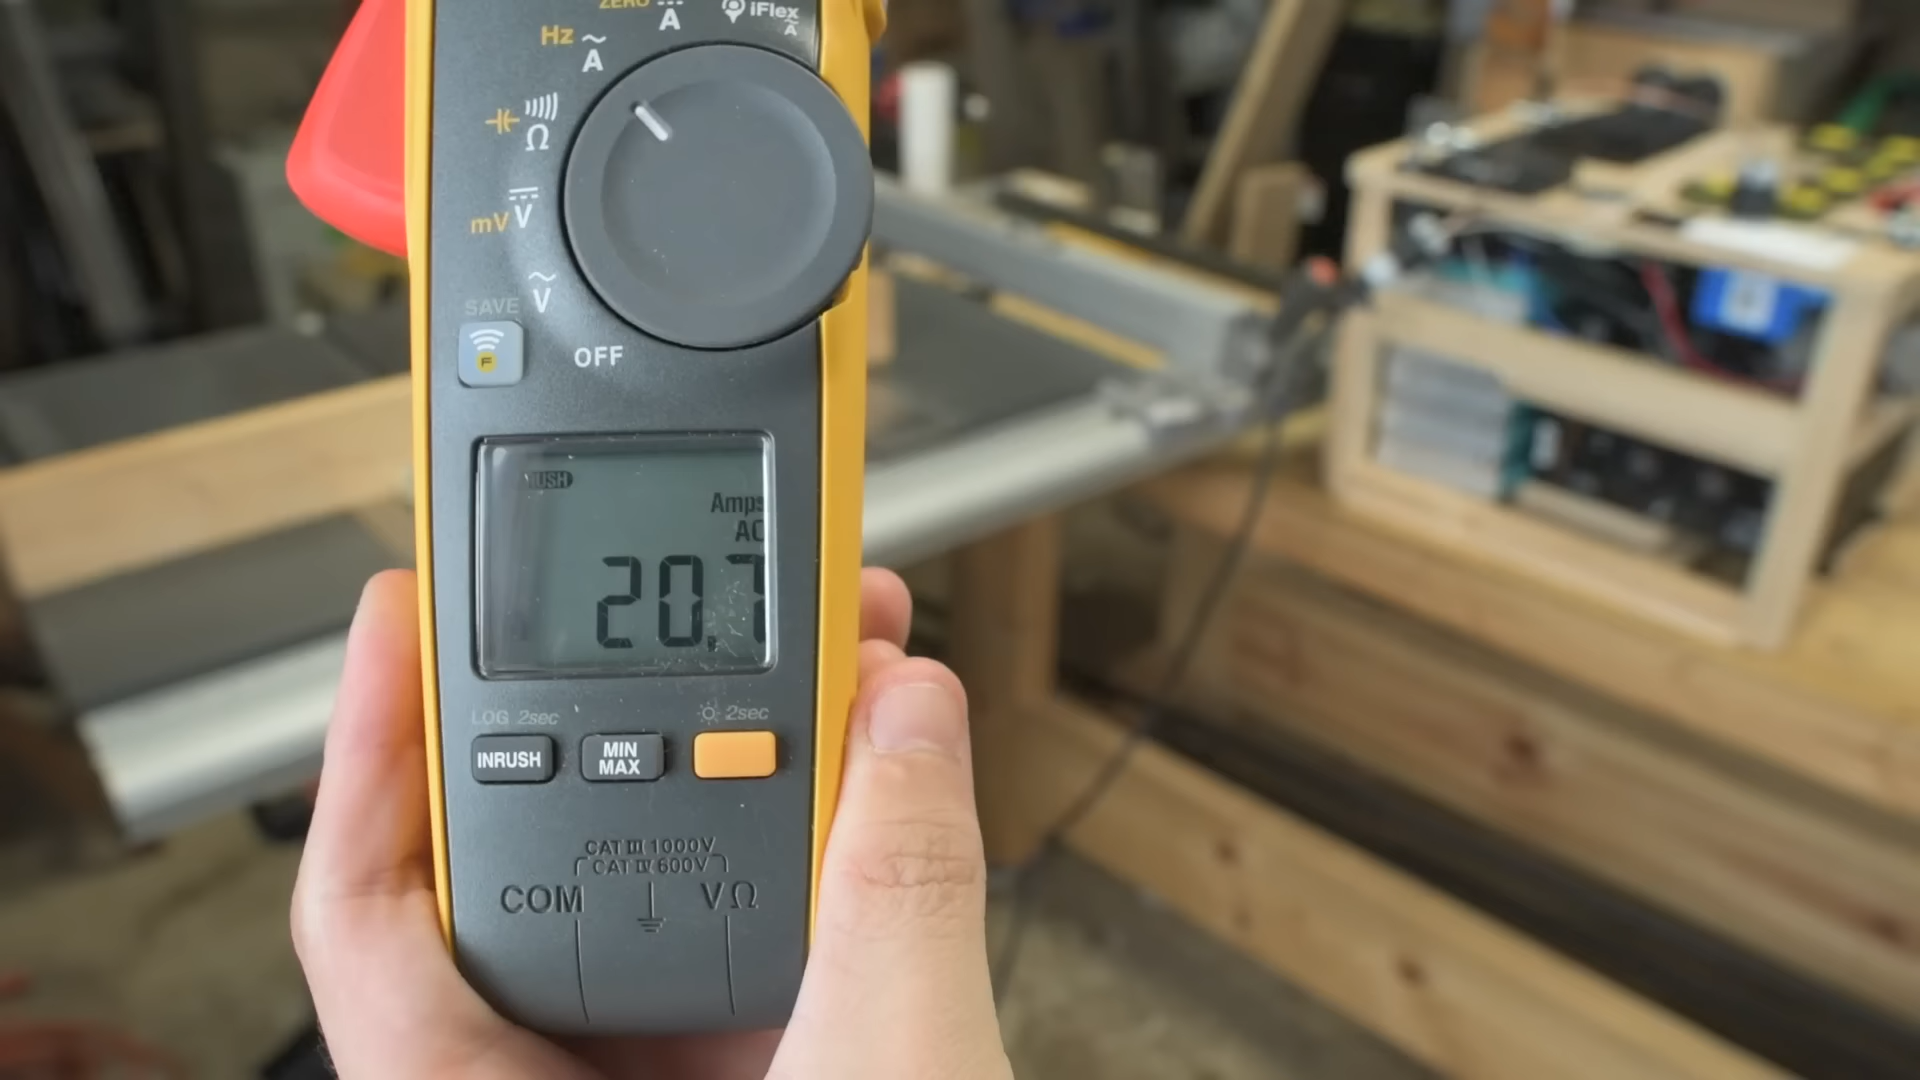 ZERO
A
iFlex
A
Hz
A
Ω
mV V
V
SAVE
F
OFF
Amps
AC
20.7
LOG 2sec
2sec
INRUSH
MIN
MAX
CAT III 1000V
CAT IV 600V
COM
VΩ